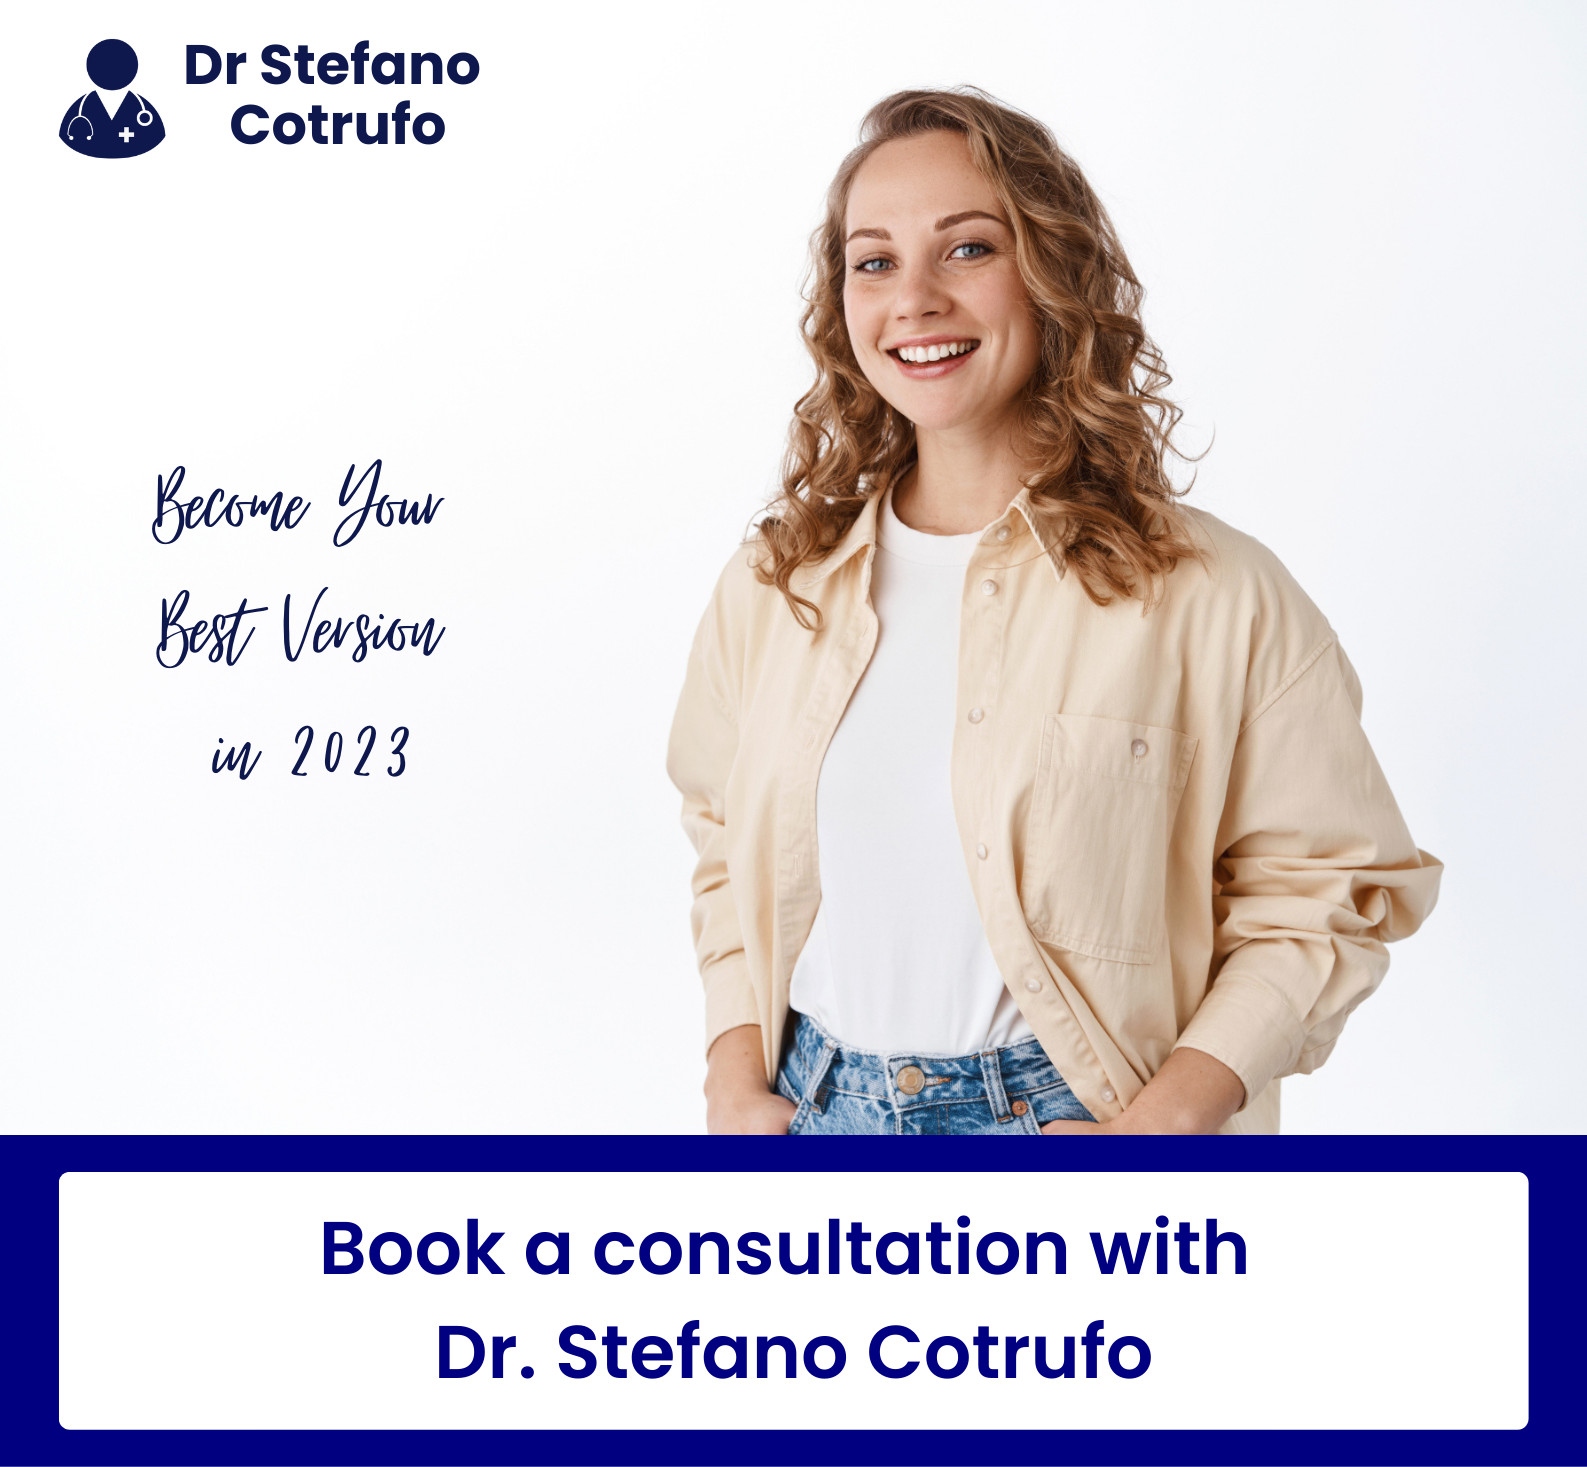 Dr Stefano
Cotrufo
Become Your
Best Version
in 2023
Book a consultation with
Dr. Stefano Cotrufo